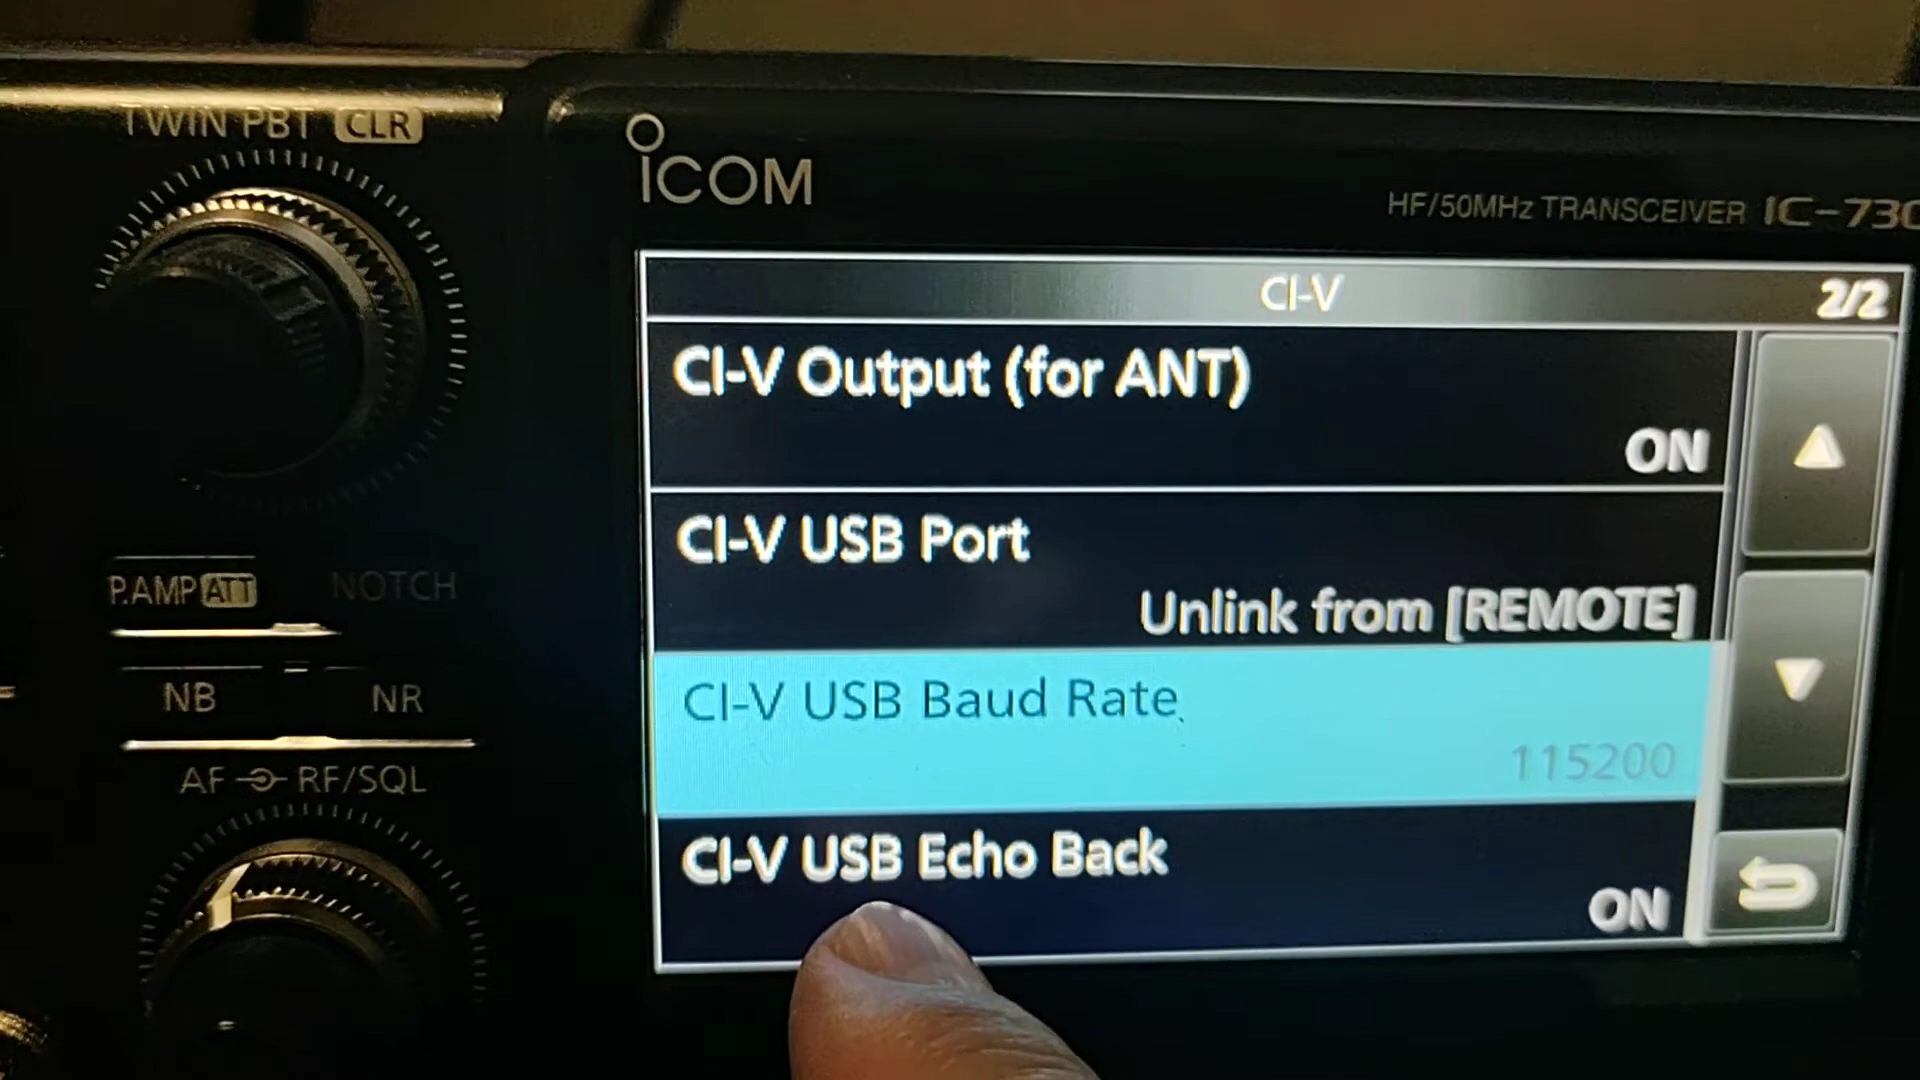 TWIN PBT CLR
ICOM
HF/50MHz TRANSCEIVER IC-730
CI-V 2/2
CI-V Output (for ANT)
ON
CI-V USB Port
Unlink from [REMOTE]
CI-V USB Baud Rate
115200
CI-V USB Echo Back
ON
P.AMP ATT NOTCH
NB NR
AF RF/SQL